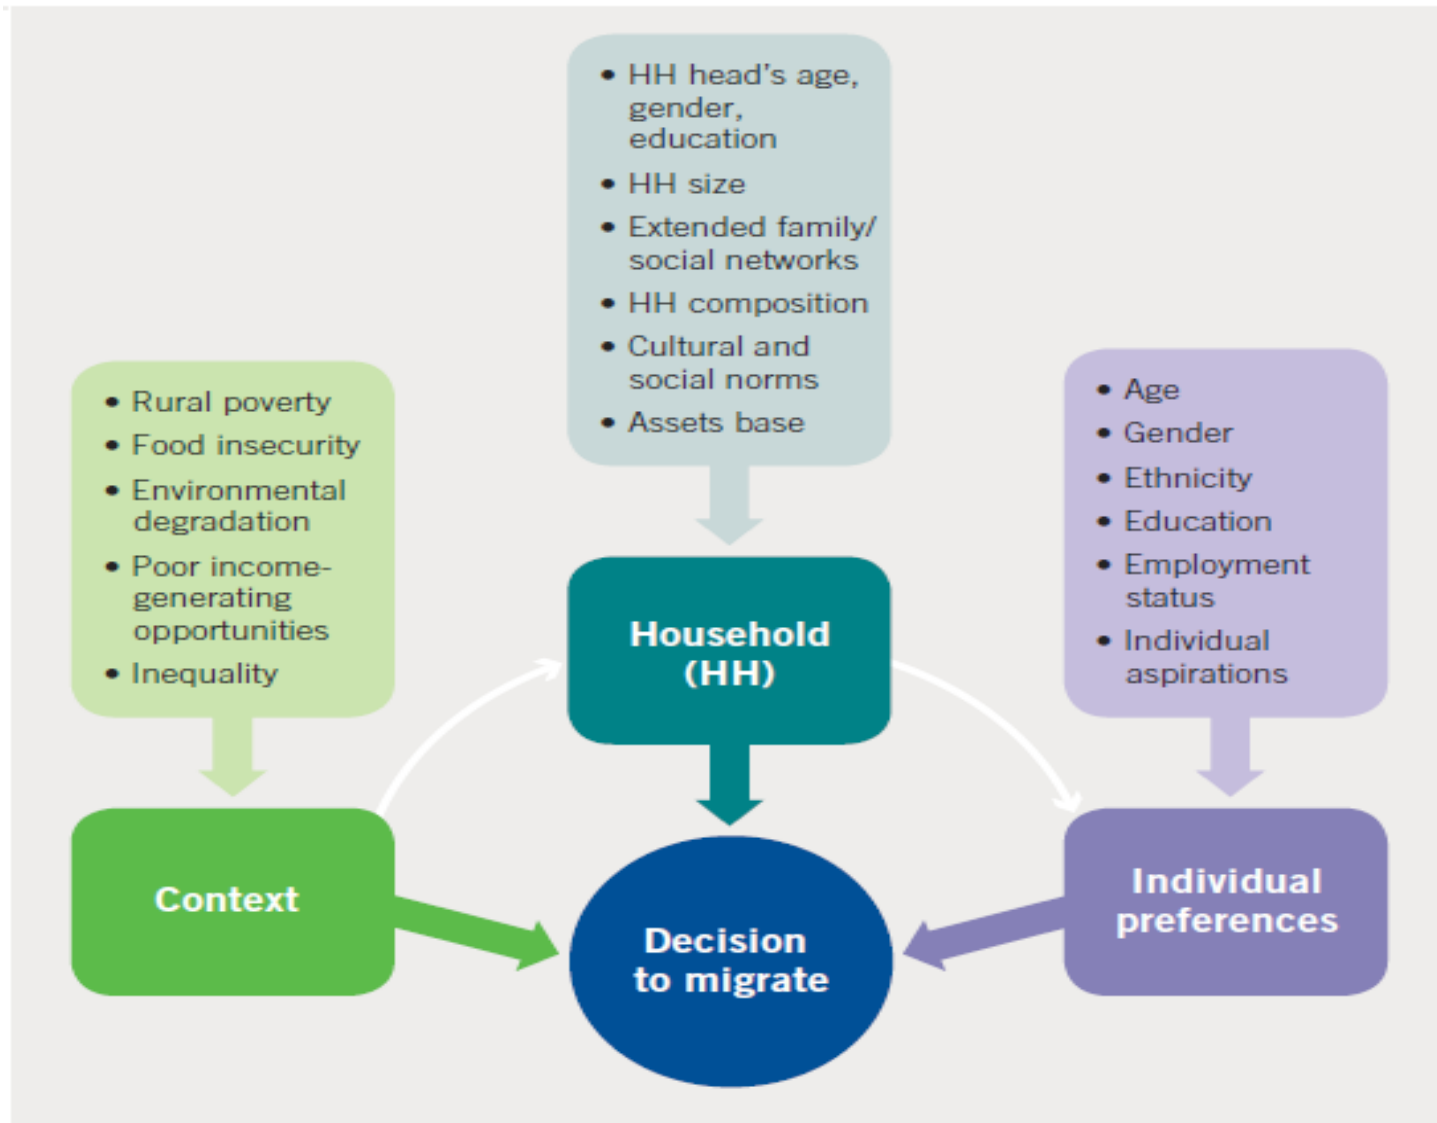 • HH head's age,
gender,
education
• HH size
• Extended family/
social networks
• HH composition
• Cultural and
social norms
• Assets base
• Rural poverty
• Food insecurity
• Environmental
degradation
• Poor income-
generating
opportunities
• Inequality
• Age
• Gender
• Ethnicity
• Education
• Employment
status
• Individual
aspirations
Household
(HH)
Context
Individual
preferences
Decision
to migrate